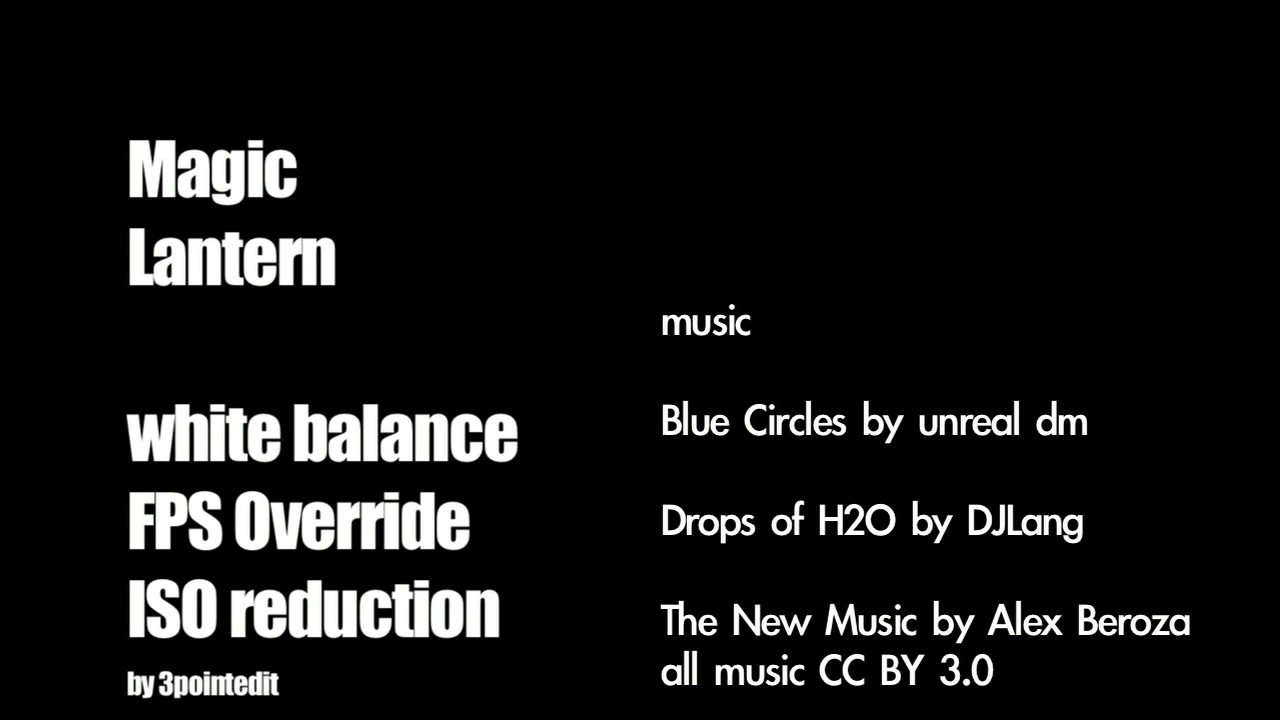 Magic
Lantern
white balance
FPS Override
ISO reduction
by 3pointedit
music
Blue Circles by unreal dm
Drops of H2O by DJLang
The New Music by Alex Beroza
all music CC BY 3.0